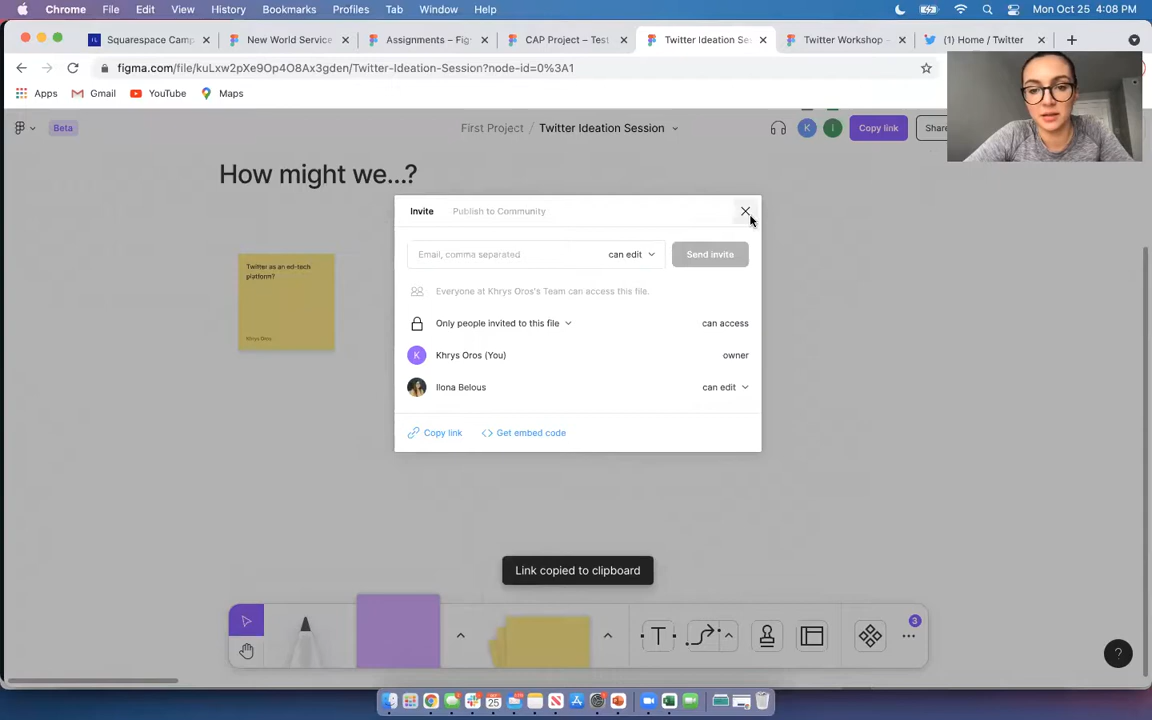 Chrome File Edit View History Bookmarks Profiles Tab Window Help Mon Oct 25 4:08 PM
Squarespace Cam New World Service Assignments – Fig CAP Project – Test Twitter Ideation Ses Twitter Workshop (1) Home / Twitter
figma.com/file/kuLxw2pXe9Op4O8Ax3gden/Twitter-Ideation-Session?node-id=0%3A1
Apps Gmail YouTube Maps
Beta First Project / Twitter Ideation Session K I Copy link Share
How might we...?
Invite Publish to Community
Email, comma separated can edit Send invite
Twitter as an ed-tech
platform?
Everyone at Khrys Oros's Team can access this file.
Only people invited to this file can access
Khrys Oros
K Khrys Oros (You) owner
Ilona Belous can edit
Copy link <> Get embed code
Link copied to clipboard
T 3
?